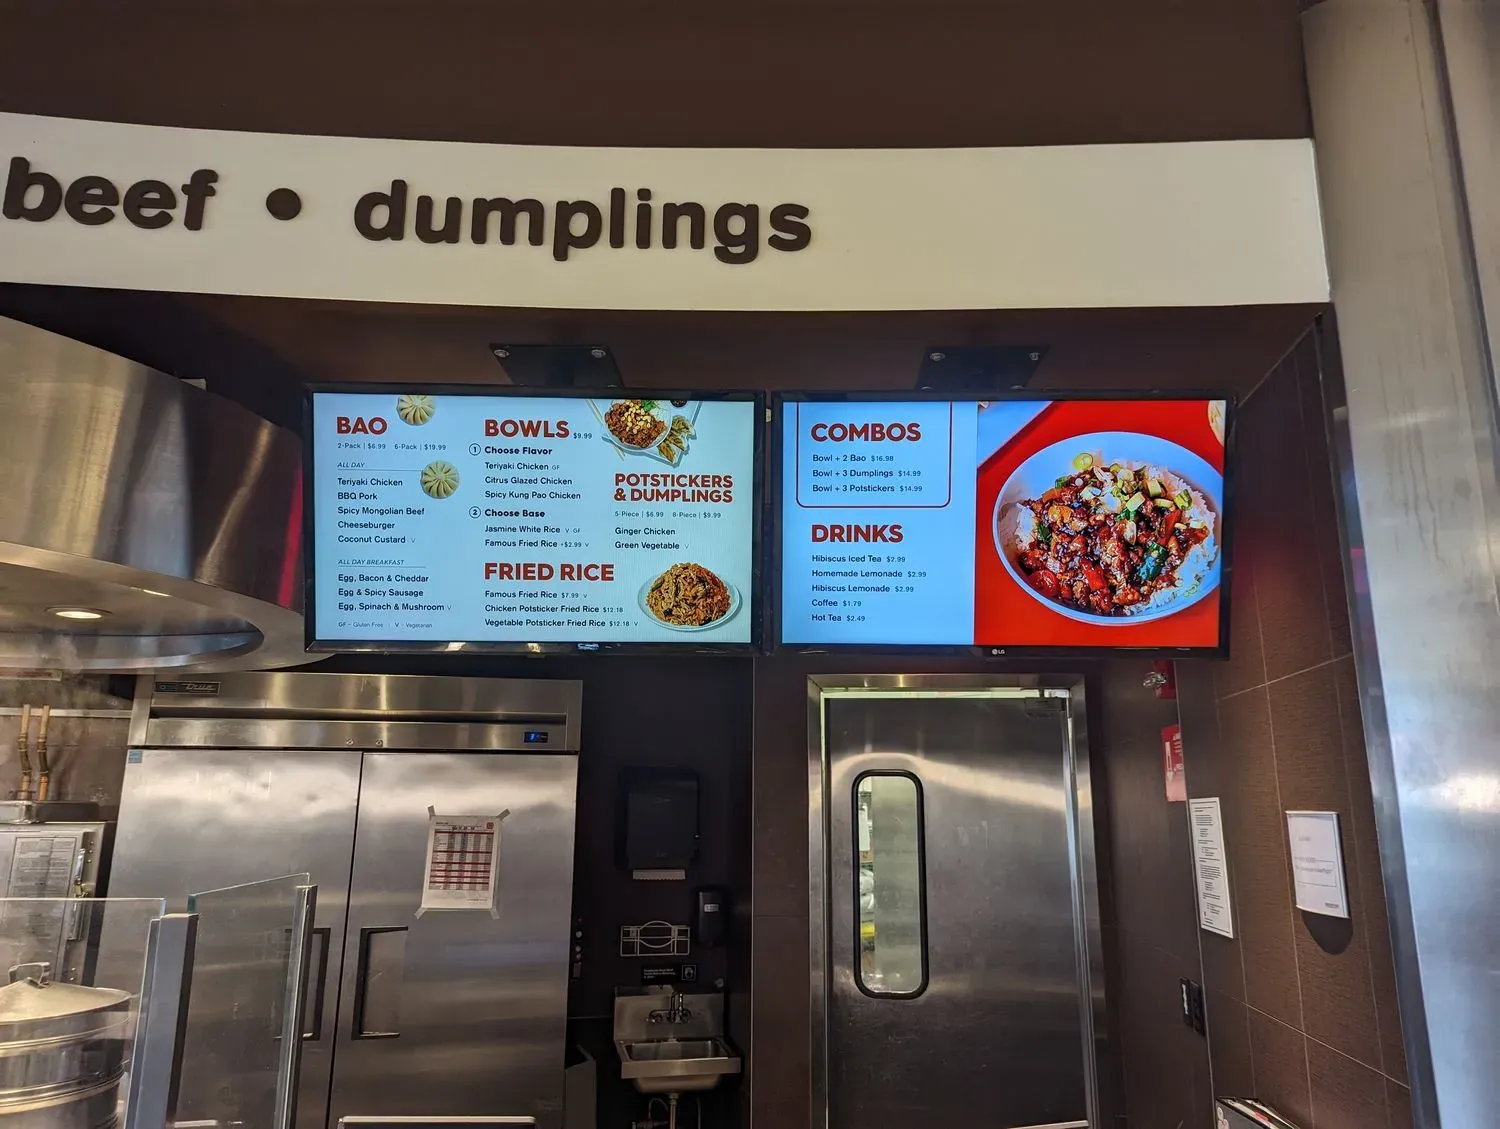 beef • dumplings
BAO
2-Pack | $6.99 6-Pack | $19.99
ALL DAY
Teriyaki Chicken
BBQ Pork
Spicy Mongolian Beef
Cheeseburger
Coconut Custard V
ALL DAY BREAKFAST
Egg, Bacon & Cheddar
Egg & Spicy Sausage
Egg, Spinach & Mushroom V
GF - Gluten Free | V - Vegetarian
BOWLS $9.99
1 Choose Flavor
Teriyaki Chicken GF
Citrus Glazed Chicken
Spicy Kung Pao Chicken
2 Choose Base
Jasmine White Rice V GF
Famous Fried Rice +$2.99 V
FRIED RICE
Famous Fried Rice $7.99 V
Chicken Potsticker Fried Rice $12.18
Vegetable Potsticker Fried Rice $12.18 V
POTSTICKERS
& DUMPLINGS
5-Piece | $6.99 8-Piece | $9.99
Ginger Chicken
Green Vegetable V
COMBOS
Bowl + 2 Bao $16.98
Bowl + 3 Dumplings $14.99
Bowl + 3 Potstickers $14.99
DRINKS
Hibiscus Iced Tea $2.99
Homemade Lemonade $2.99
Hibiscus Lemonade $2.99
Coffee $1.79
Hot Tea $2.49
LG
True